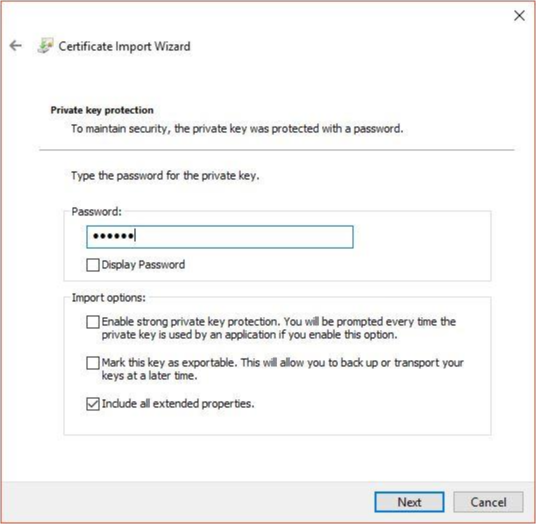 Certificate Import Wizard
Private key protection
To maintain security, the private key was protected with a password.
Type the password for the private key.
Password:
••••••
Display Password
Import options:
Enable strong private key protection. You will be prompted every time the
private key is used by an application if you enable this option.
Mark this key as exportable. This will allow you to back up or transport your
keys at a later time.
Include all extended properties.
Next
Cancel